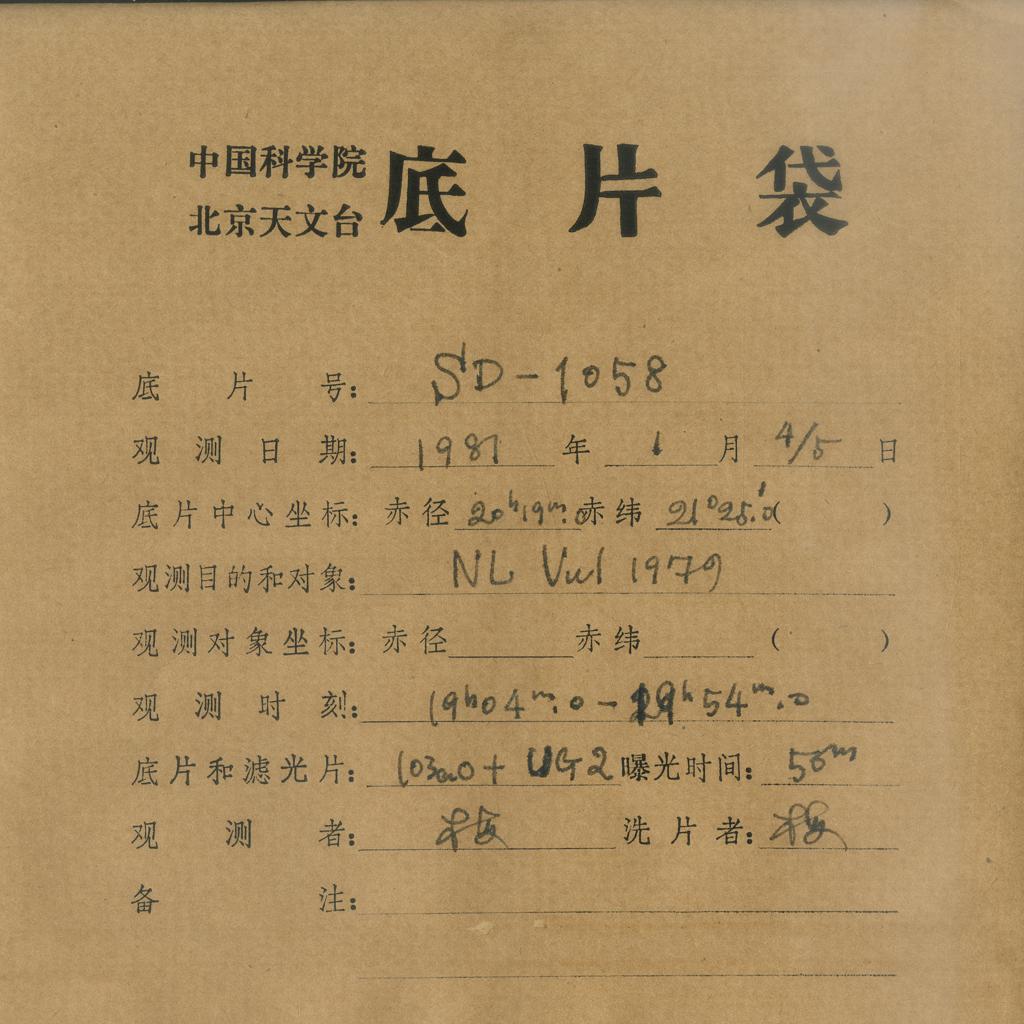 中国科学院
北京天文台
底片袋
底片号: SD-1058
观测日期: 1981 年 1 月 4/5 日
底片中心坐标: 赤径 20h19m.0 赤纬 21°25.0′ ( )
观测目的和对象: NL Vul 1979
观测对象坐标: 赤径 赤纬 ( )
观测时刻: 19h04m.0 - 19h54m.0
底片和滤光片: 103aO + UG2 曝光时间: 50m
观测者: 洗片者:
备注: